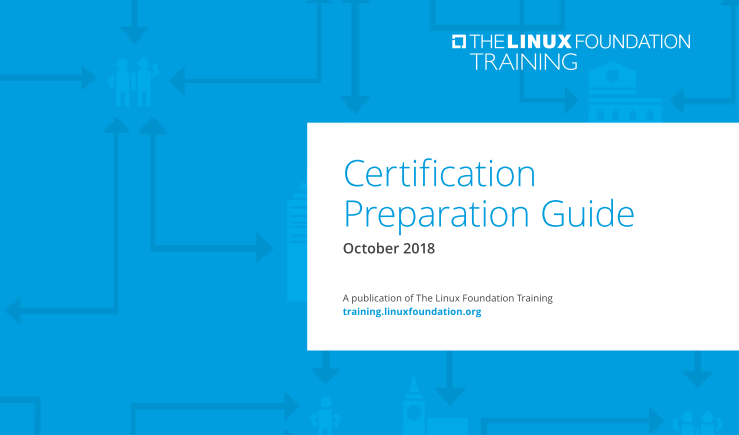 THE LINUX FOUNDATION
TRAINING
Certification
Preparation Guide
October 2018
A publication of The Linux Foundation Training
training.linuxfoundation.org